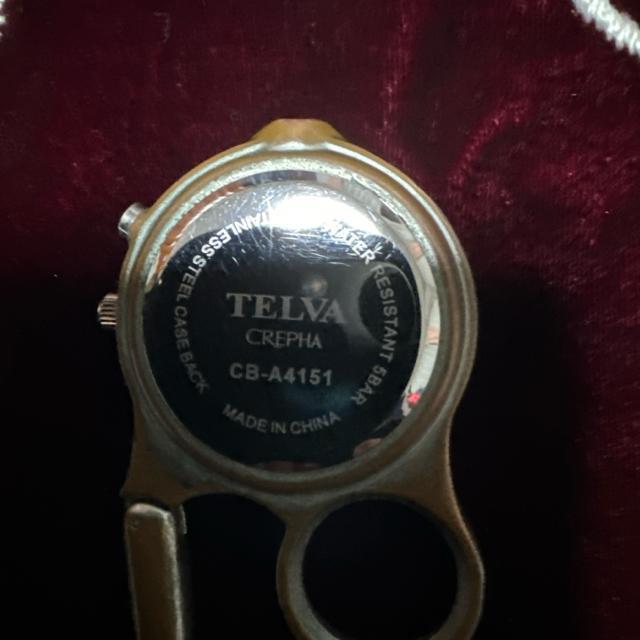 TELVA
CREPHA
CB-A4151
MADE IN CHINA
STAINLESS STEEL CASE BACK
WATER RESISTANT 5BAR